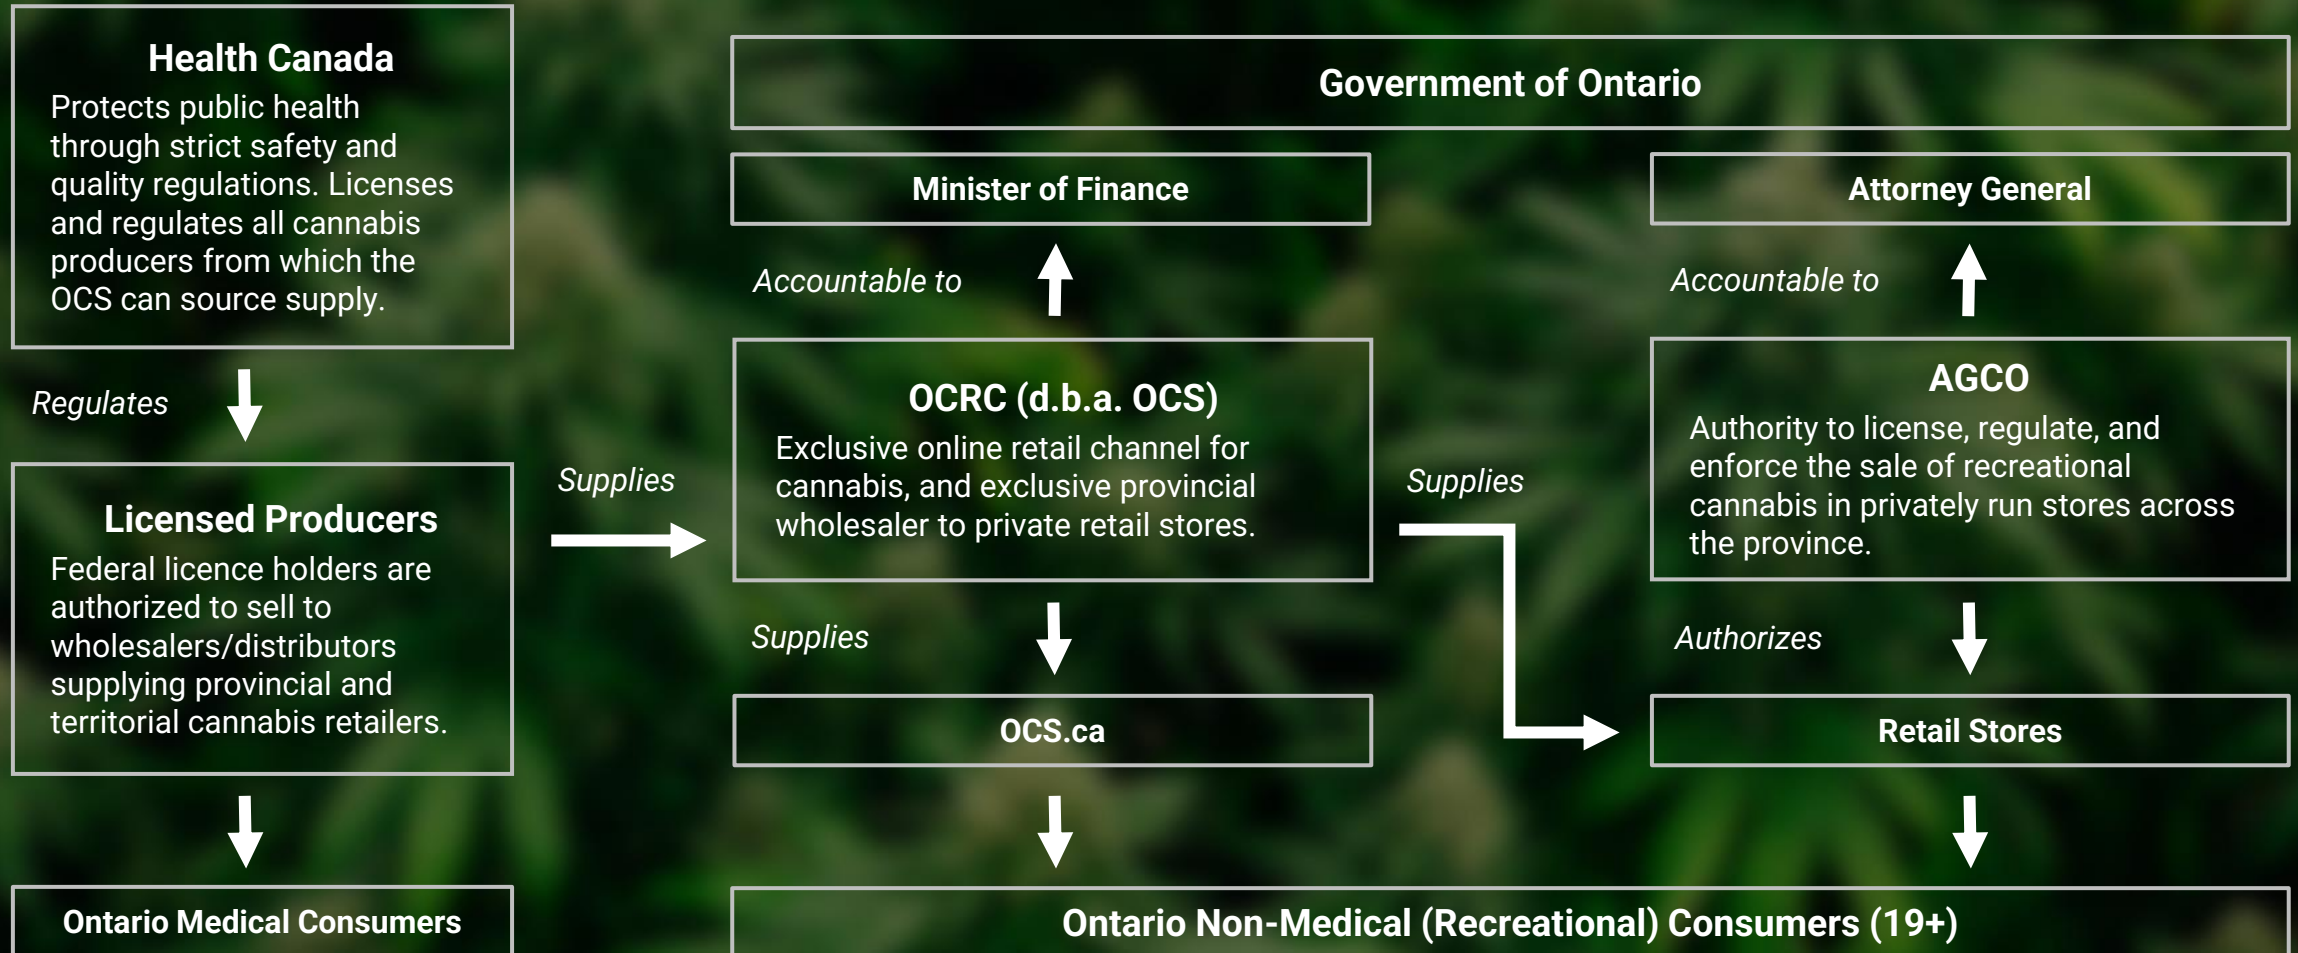 Health Canada
Protects public health
through strict safety and
quality regulations. Licenses
and regulates all cannabis
producers from which the
OCS can source supply.
Regulates
Licensed Producers
Federal licence holders are
authorized to sell to
wholesalers/distributors
supplying provincial and
territorial cannabis retailers.
Ontario Medical Consumers
Supplies
Government of Ontario
Minister of Finance
Accountable to
OCRC (d.b.a. OCS)
Exclusive online retail channel for
cannabis, and exclusive provincial
wholesaler to private retail stores.
Supplies
OCS.ca
Supplies
Attorney General
Accountable to
AGCO
Authority to license, regulate, and
enforce the sale of recreational
cannabis in privately run stores across
the province.
Authorizes
Retail Stores
Ontario Non-Medical (Recreational) Consumers (19+)